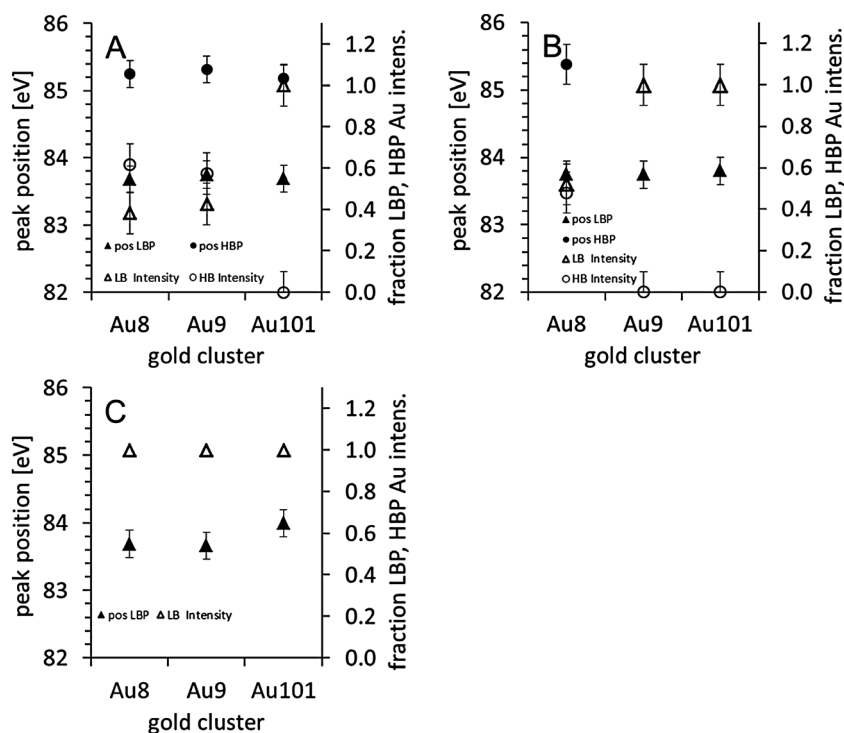 A
86
85
84
83
82
peak position [eV]
1.2
1.0
0.8
0.6
0.4
0.2
0.0
fraction LBP, HBP Au intens.
pos LBP
pos HBP
LB Intensity
HB Intensity
Au8 Au9 Au101
gold cluster
B
86
85
84
83
82
peak position [eV]
1.2
1.0
0.8
0.6
0.4
0.2
0.0
fraction LBP, HBP Au intens.
pos LBP
pos HBP
LB Intensity
HB Intensity
Au8 Au9 Au101
gold cluster
C
86
85
84
83
82
peak position [eV]
1.2
1.0
0.8
0.6
0.4
0.2
0.0
fraction LBP, HBP Au intens.
pos LBP LB Intensity
Au8 Au9 Au101
gold cluster